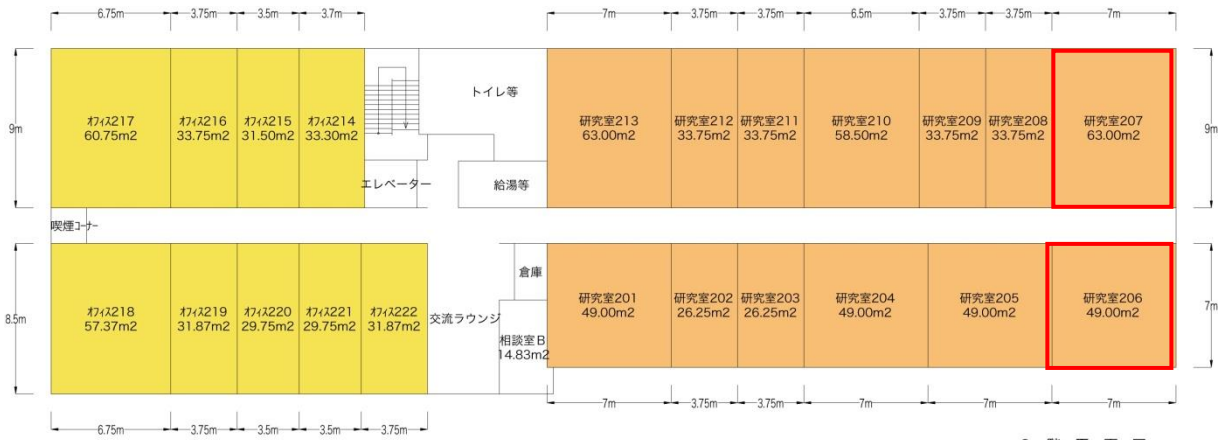 6.75m 3.75m 3.5m 3.7m 7m 3.75m 3.75m 6.5m 3.75m 3.75m 7m
9m
ｵﾌｨｽ217
60.75m2
ｵﾌｨｽ216
33.75m2
ｵﾌｨｽ215
31.50m2
ｵﾌｨｽ214
33.30m2
トイレ等
エレベーター
給湯等
研究室213
63.00m2
研究室212
33.75m2
研究室211
33.75m2
研究室210
58.50m2
研究室209
33.75m2
研究室208
33.75m2
研究室207
63.00m2
9m
喫煙ｺｰﾅｰ
8.5m
ｵﾌｨｽ218
57.37m2
ｵﾌｨｽ219
31.87m2
ｵﾌｨｽ220
29.75m2
ｵﾌｨｽ221
29.75m2
ｵﾌｨｽ222
31.87m2
交流ラウンジ
倉庫
相談室B
14.83m2
研究室201
49.00m2
研究室202
26.25m2
研究室203
26.25m2
研究室204
49.00m2
研究室205
49.00m2
研究室206
49.00m2
7m
7m 3.75m 3.75m 7m 7m 7m
6.75m 3.75m 3.5m 3.5m 3.75m